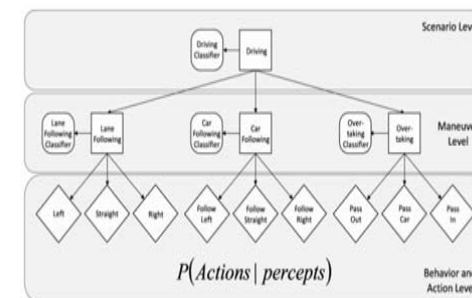 Scenario Leve
Driving
Classifier
Driving
Lane
Following
Classifier
Lane
Following
Car
Following
Classifier
Car
Following
Over-
taking
Classifier
Over-
taking
Maneuve
Level
Left
Straight
Right
Follow
Left
Follow
Straight
Follow
Right
Pass
Out
Pass
Car
Pass
In
P(Actions | percepts)
Behavior and
Action Level